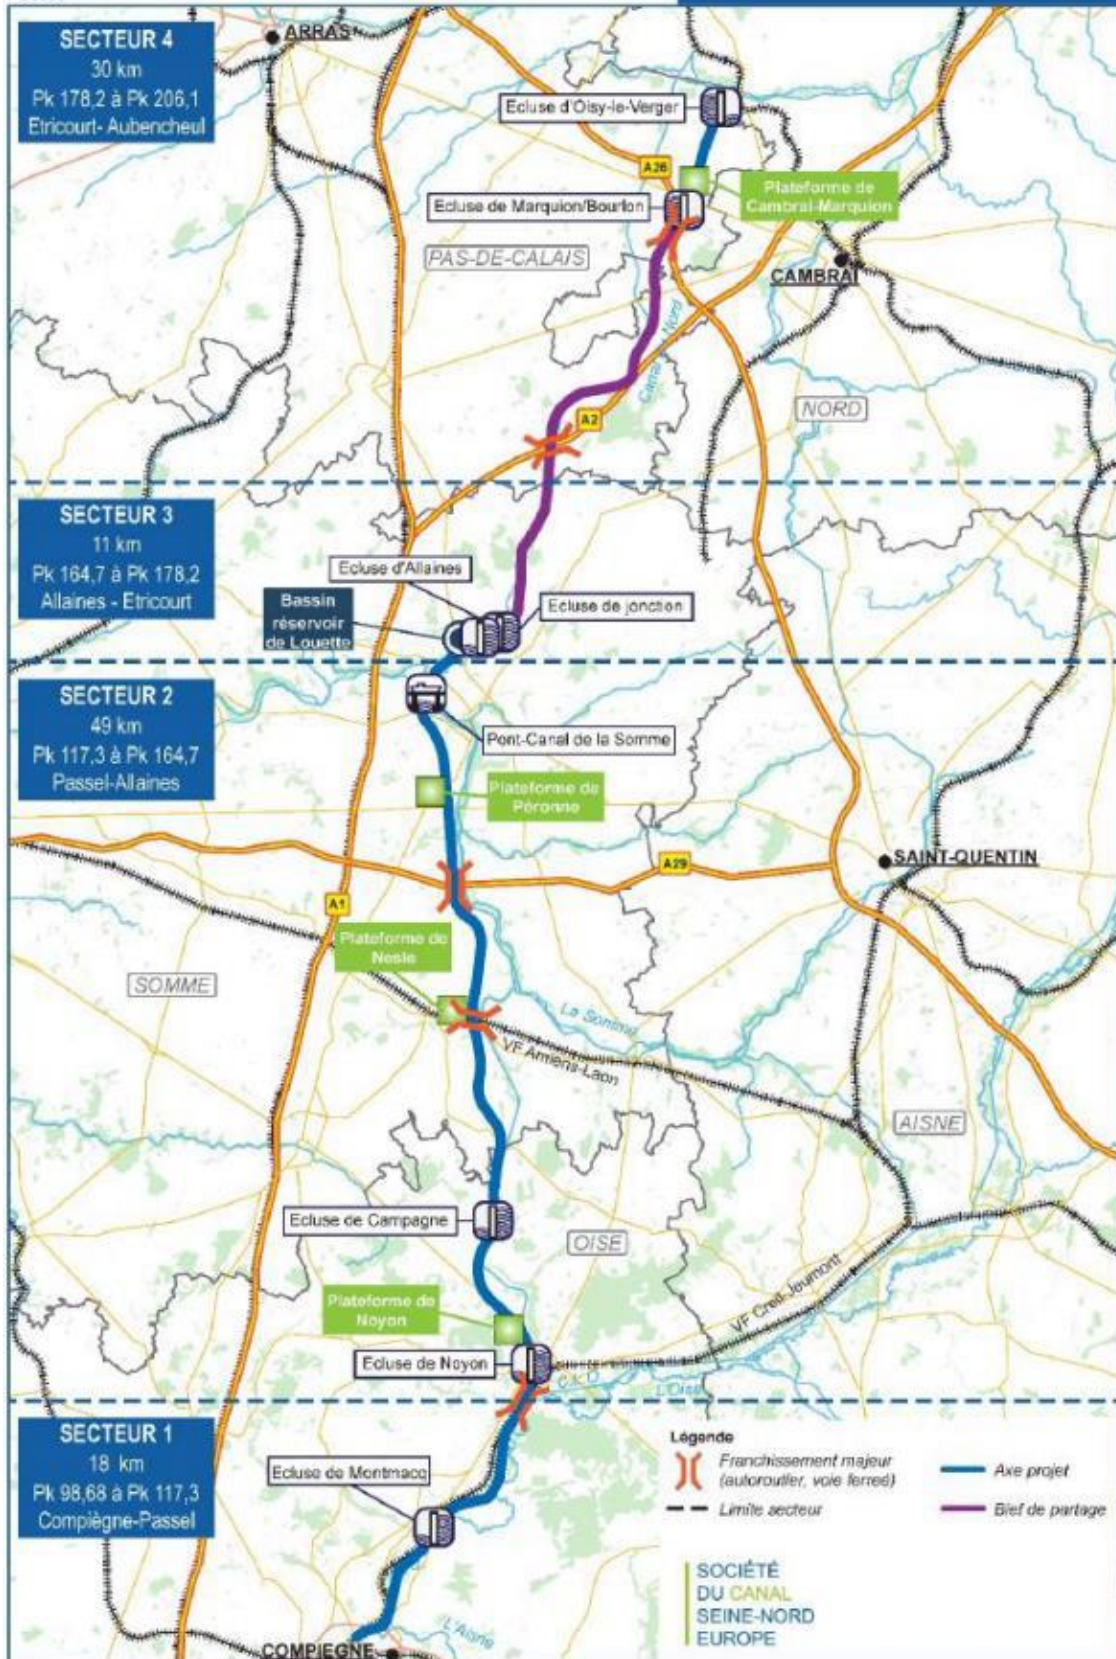 SECTEUR 4
30 km
Pk 178,2 à Pk 206,1
Etricourt- Aubencheul
ARRAS
Ecluse d'Oisy-le-Verger
A26
Plateforme de
Cambrai-Marquion
Ecluse de Marquion/Bourlon
PAS-DE-CALAIS
CAMBRAI
Canal du Nord
A2
NORD
SECTEUR 3
11 km
Pk 164,7 à Pk 178,2
Allaines - Etricourt
Ecluse d'Allaines
Bassin
réservoir
de Louette
Ecluse de jonction
SECTEUR 2
49 km
Pk 117,3 à Pk 164,7
Passel-Allaines
Pont-Canal de la Somme
Plateforme de
Péronne
A29
SAINT-QUENTIN
A1
Plateforme de
Nesle
SOMME
La Somme
VF Amiens-Laon
AISNE
Ecluse de Campagne
OISE
VF Creil-Jeumont
Plateforme de
Noyon
Ecluse de Noyon
L'Oise
SECTEUR 1
18 km
Pk 98,68 à Pk 117,3
Compiègne-Passel
Ecluse de Montmacq
L'Aisne
COMPIEGNE
Légende
Franchissement majeur
(autoroutier, voie ferreé)
Limite secteur
Axe projet
Bief de partage
SOCIÉTÉ
DU CANAL
SEINE-NORD
EUROPE